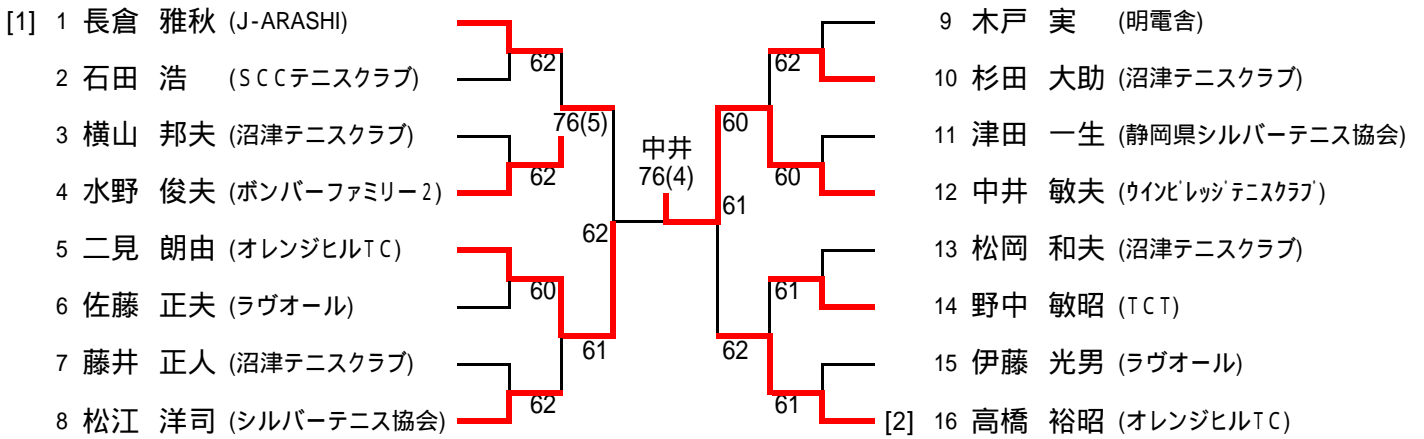 [1] 1 長倉 雅秋 (J-ARASHI)
2 石田 浩 (SCCテニスクラブ)
3 横山 邦夫 (沼津テニスクラブ)
4 水野 俊夫 (ボンバーファミリー2)
5 二見 朗由 (オレンジヒルTC)
6 佐藤 正夫 (ラヴオール)
7 藤井 正人 (沼津テニスクラブ)
8 松江 洋司 (シルバーテニス協会)
62
62
60
62
76(5)
61
62
中井
76(4)
61
60
62
62
60
61
61
9 木戸 実 (明電舎)
10 杉田 大助 (沼津テニスクラブ)
11 津田 一生 (静岡県シルバーテニス協会)
12 中井 敏夫 (ウインビレッジテニスクラブ)
13 松岡 和夫 (沼津テニスクラブ)
14 野中 敏昭 (TCT)
15 伊藤 光男 (ラヴオール)
[2] 16 高橋 裕昭 (オレンジヒルTC)